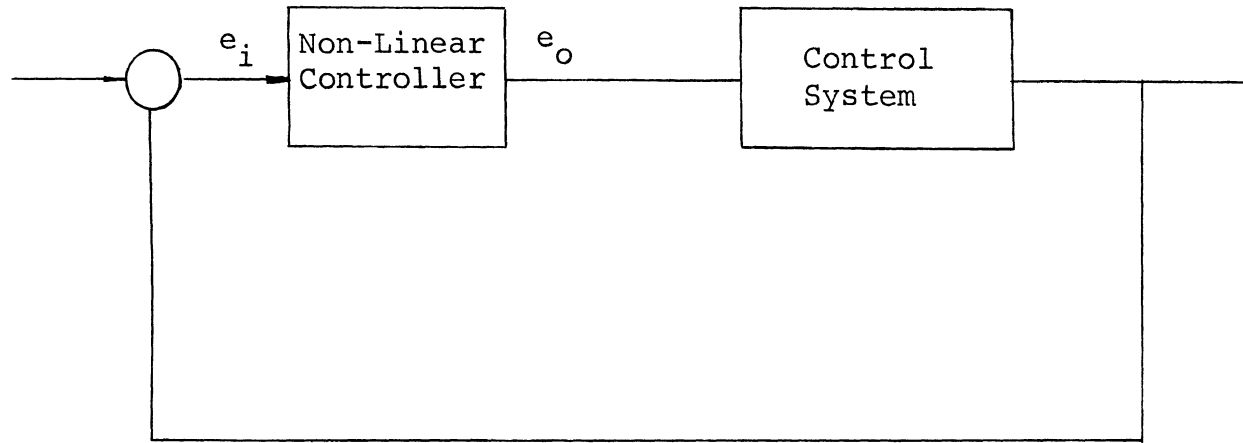 e_i
Non-Linear
Controller
e_o
Control
System